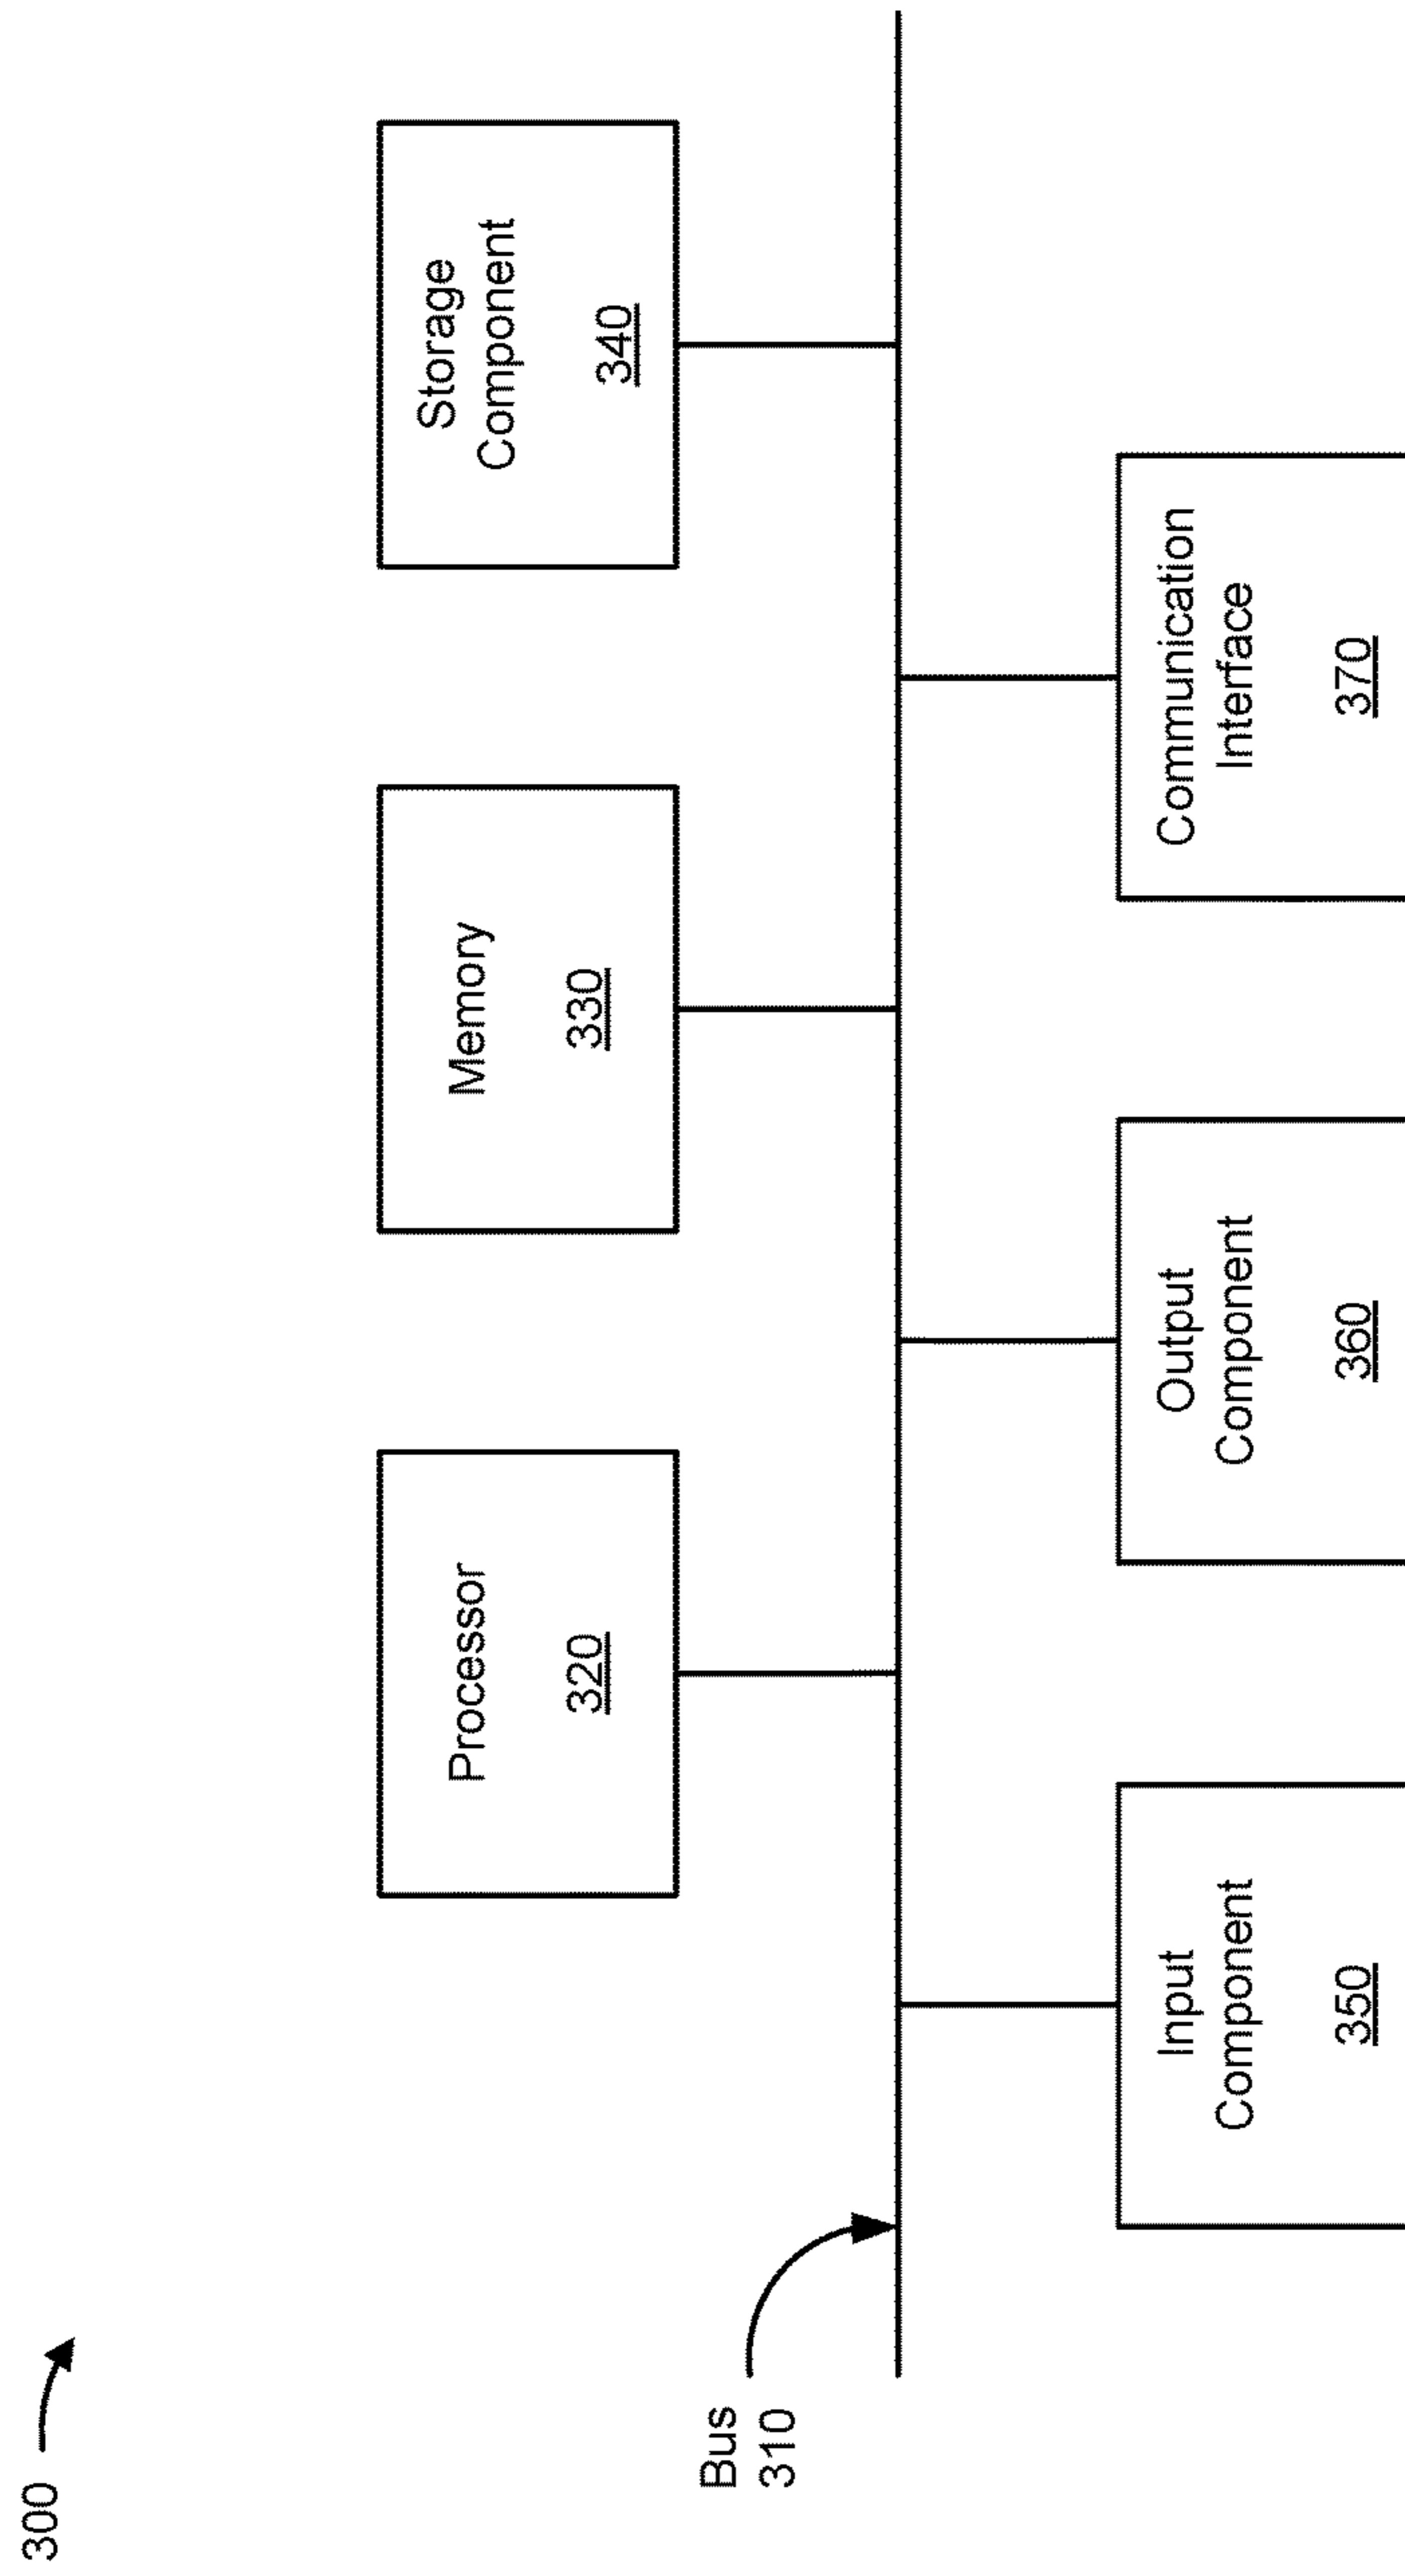 300
Processor
320
Memory
330
Storage
Component
340
Bus
310
Input
Component
350
Output
Component
360
Communication
Interface
370